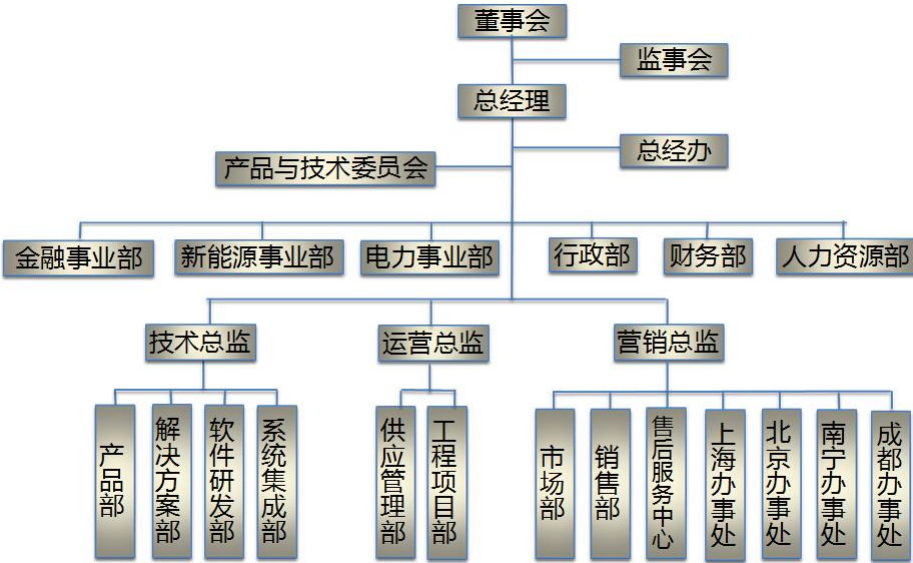 董事会
监事会
总经理
总经办
产品与技术委员会
金融事业部
新能源事业部
电力事业部
行政部
财务部
人力资源部
技术总监
运营总监
营销总监
产品部
解决方案部
软件研发部
系统集成部
供应管理部
工程项目部
市场部
销售部
售后服务中心
上海办事处
北京办事处
南宁办事处
成都办事处